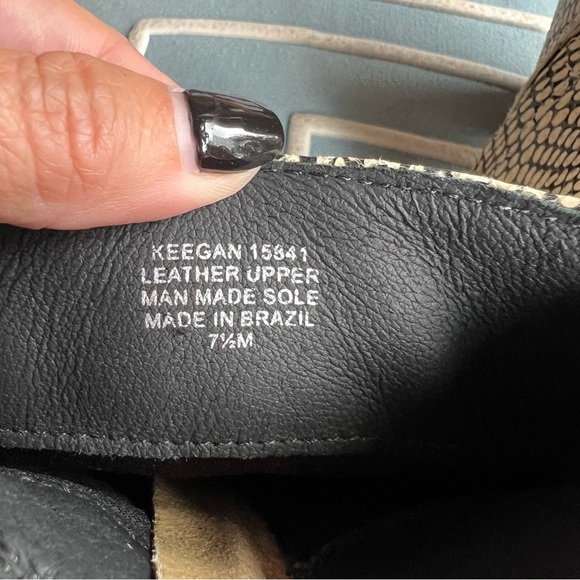 KEEGAN 15841
LEATHER UPPER
MAN MADE SOLE
MADE IN BRAZIL
7½M